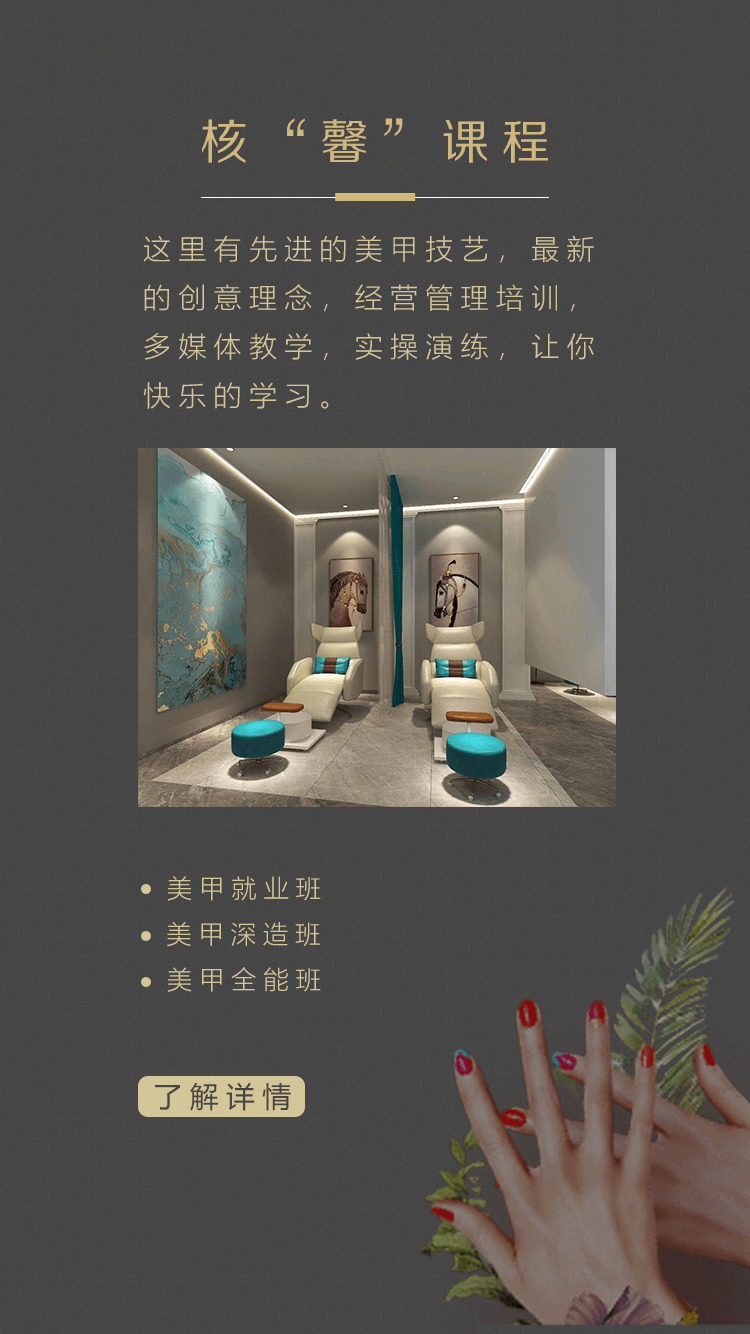 核“馨”课程
这里有先进的美甲技艺，最新
的创意理念，经营管理培训，
多媒体教学，实操演练，让你
快乐的学习。
美甲就业班
美甲深造班
美甲全能班
了解详情